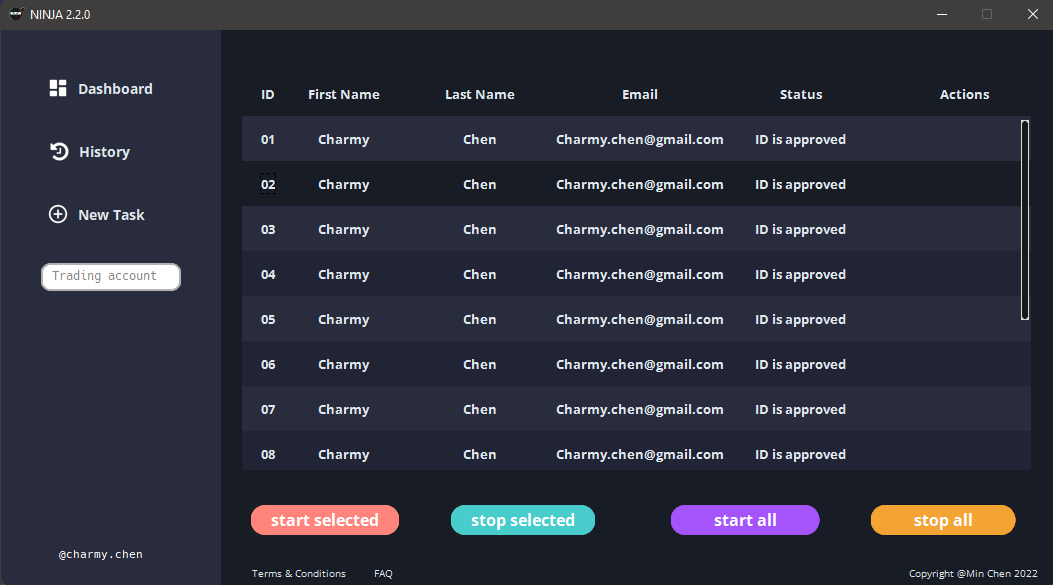 NINJA 2.2.0
Dashboard
History
New Task
Trading account
@charmy.chen
ID First Name Last Name Email Status Actions
01 Charmy Chen Charmy.chen@gmail.com ID is approved
02 Charmy Chen Charmy.chen@gmail.com ID is approved
03 Charmy Chen Charmy.chen@gmail.com ID is approved
04 Charmy Chen Charmy.chen@gmail.com ID is approved
05 Charmy Chen Charmy.chen@gmail.com ID is approved
06 Charmy Chen Charmy.chen@gmail.com ID is approved
07 Charmy Chen Charmy.chen@gmail.com ID is approved
08 Charmy Chen Charmy.chen@gmail.com ID is approved
start selected stop selected start all stop all
Terms & Conditions FAQ Copyright @Min Chen 2022